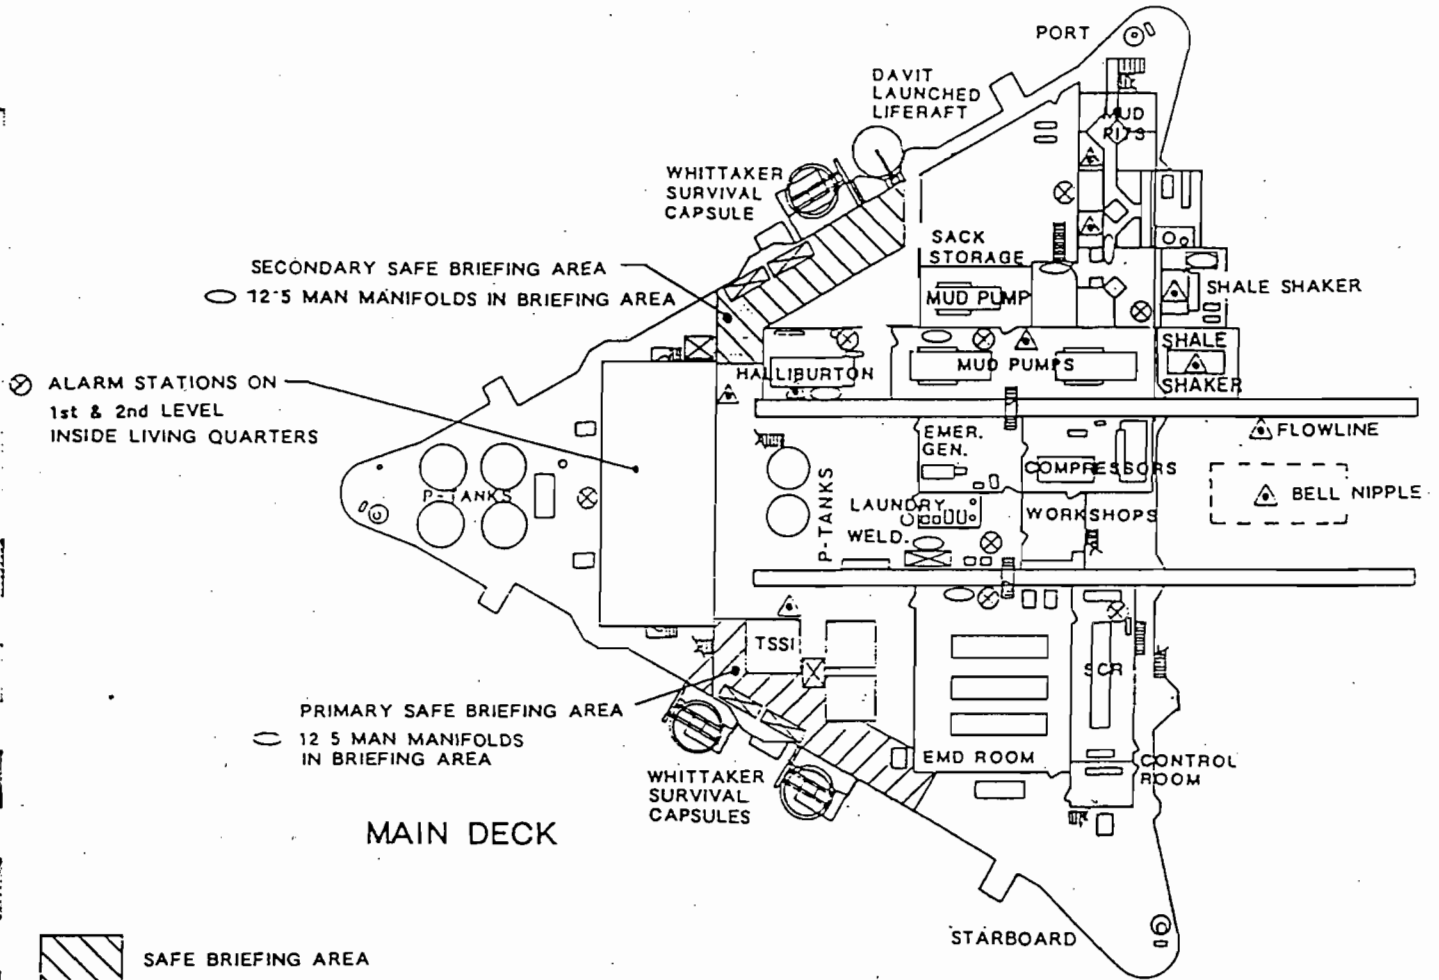 PORT
DAVIT
LAUNCHED
LIFERAFT
MUD
PITS
WHITTAKER
SURVIVAL
CAPSULE
SACK
STORAGE
SECONDARY SAFE BRIEFING AREA
12-5 MAN MANIFOLDS IN BRIEFING AREA
MUD PUMP
SHALE SHAKER
SHALE
SHAKER
HALLIBURTON
MUD PUMPS
ALARM STATIONS ON
1st & 2nd LEVEL
INSIDE LIVING QUARTERS
EMER.
GEN.
FLOWLINE
COMPRESSORS
P-TANKS
P-TANKS
BELL NIPPLE
LAUNDRY
WORKSHOPS
WELD.
TSSI
SCR
PRIMARY SAFE BRIEFING AREA
12 5 MAN MANIFOLDS
IN BRIEFING AREA
EMD ROOM
CONTROL
ROOM
WHITTAKER
SURVIVAL
CAPSULES
MAIN DECK
STARBOARD
SAFE BRIEFING AREA